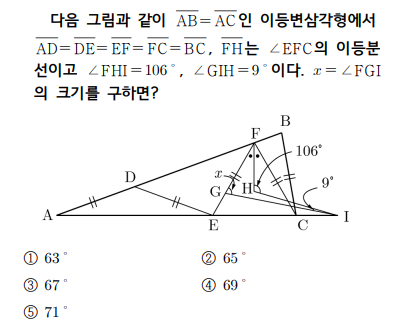 다음 그림과 같이 AB=AC인 이등변삼각형에서
AD=DE=EF=FC=BC, FH는 ∠EFC의 이등분
선이고 ∠FHI=106°, ∠GIH=9°이다. x=∠FGI
의 크기를 구하면?
B
F
106°
D
x
G
H
9°
A
E
C
I
① 63°
② 65°
③ 67°
④ 69°
⑤ 71°